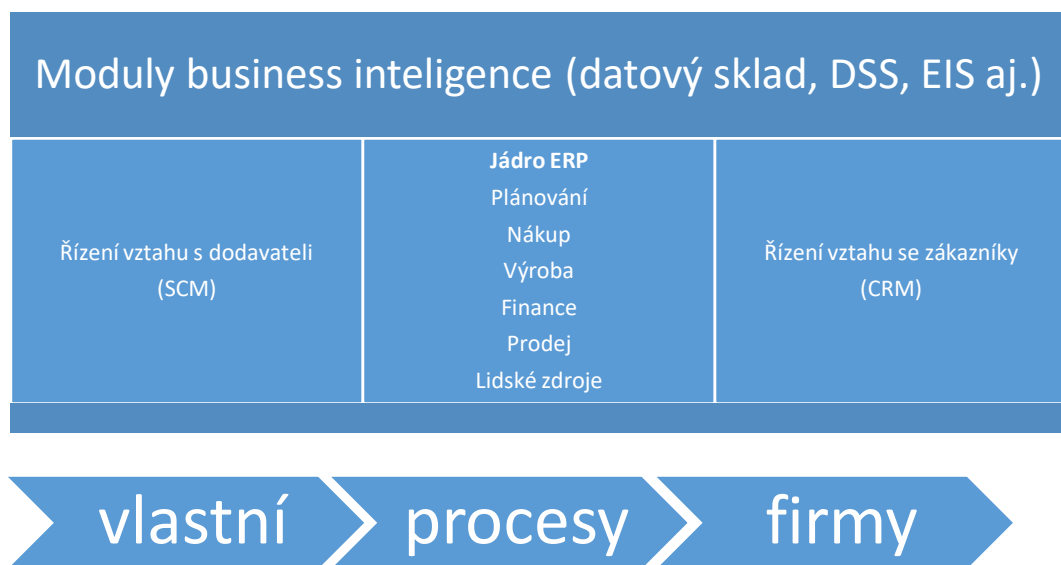 Moduly business inteligence (datový sklad, DSS, EIS aj.)
Řízení vztahu s dodavateli
(SCM)
Jádro ERP
Plánování
Nákup
Výroba
Finance
Prodej
Lidské zdroje
Řízení vztahu se zákazníky
(CRM)
vlastní
procesy
firmy